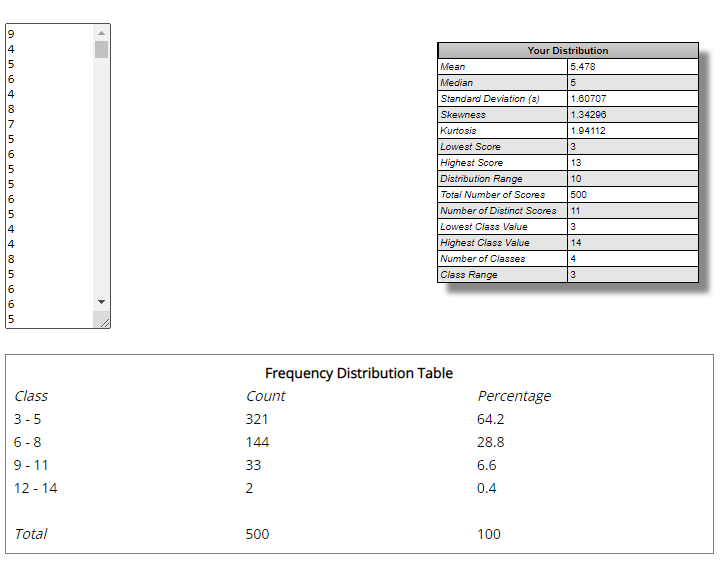 9
4
5
6
4
8
7
5
6
5
5
6
5
4
4
8
5
6
6
5
Your Distribution
Mean 5.478
Median 5
Standard Deviation (s) 1.60707
Skewness 1.34296
Kurtosis 1.94112
Lowest Score 3
Highest Score 13
Distribution Range 10
Total Number of Scores 500
Number of Distinct Scores 11
Lowest Class Value 3
Highest Class Value 14
Number of Classes 4
Class Range 3
Frequency Distribution Table
Class Count Percentage
3 - 5 321 64.2
6 - 8 144 28.8
9 - 11 33 6.6
12 - 14 2 0.4
Total 500 100